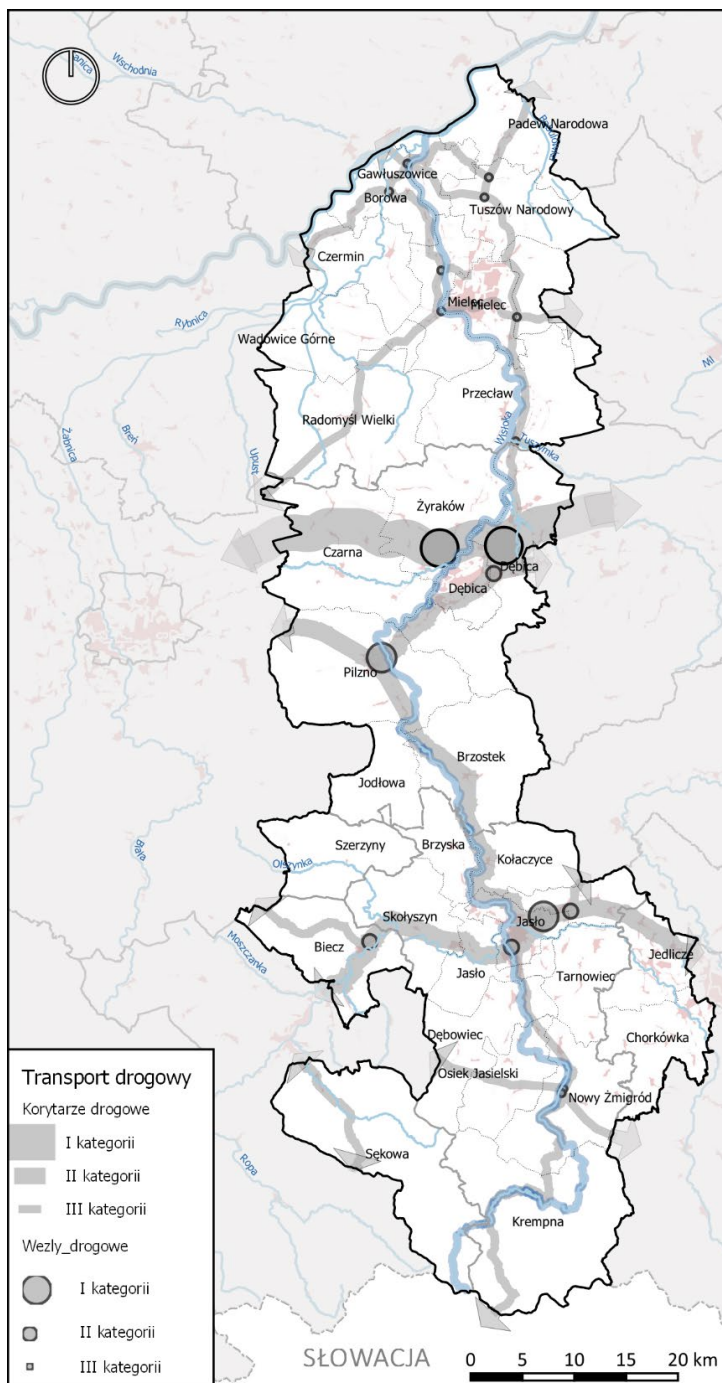 Wschodnia
Padew Narodowa
Gawłuszowice
Borowa
Tuszów Narodowy
Czermin
Mielec
Mielec
Rybnica
Wadowice Górne
Przecław
Żabnica
Breń
Radomyśl Wielki
Upust
Wisłoka
Tuszymka
Żyraków
Czarna
Dębica
Dębica
Pilzno
Brzostek
Jodłowa
Biała
Szerzyny
Brzyska
Kołaczyce
Olszynka
Skołyszyn
Jasło
Biecz
Moszczanka
Jasło
Tarnowiec
Jedlicze
Dębowiec
Chorkówka
Osiek Jasielski
Nowy Żmigród
Sękowa
Ropa
Krempna
Transport drogowy
Korytarze drogowe
I kategorii
II kategorii
III kategorii
Wezly_drogowe
I kategorii
II kategorii
III kategorii
SŁOWACJA
0 5 10 15 20 km